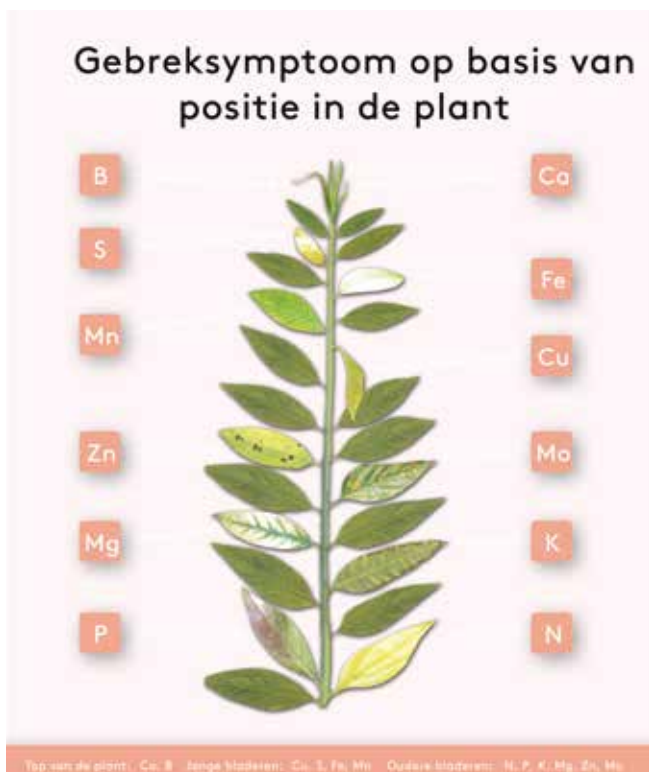 Gebreksymptoom op basis van
positie in de plant
B
Ca
S
Fe
Mn
Cu
Zn
Mo
Mg
K
P
N
Top van de plant: Ca, B Jonge bladeren: Cu, S, Fe, Mn Oudere bladeren: N, P, K, Mg, Zn, Mo